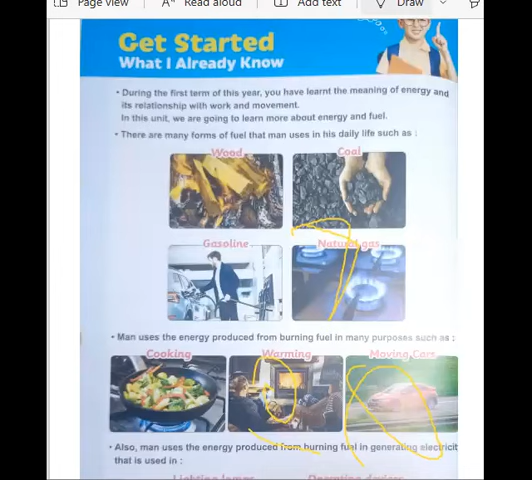 Page view
Read aloud
Add text
Draw
Get Started
What I Already Know
• During the first term of this year, you have learnt the meaning of energy and
its relationship with work and movement.
In this unit, we are going to learn more about energy and fuel.
• There are many forms of fuel that man uses in his daily life such as :
Wood Coal
Gasoline Natural gas
• Man uses the energy produced from burning fuel in many purposes such as :
Cooking Warming Moving Cars
• Also, man uses the energy produced from burning fuel in generating electricit
that is used in :
Lighting lamps Operating devices